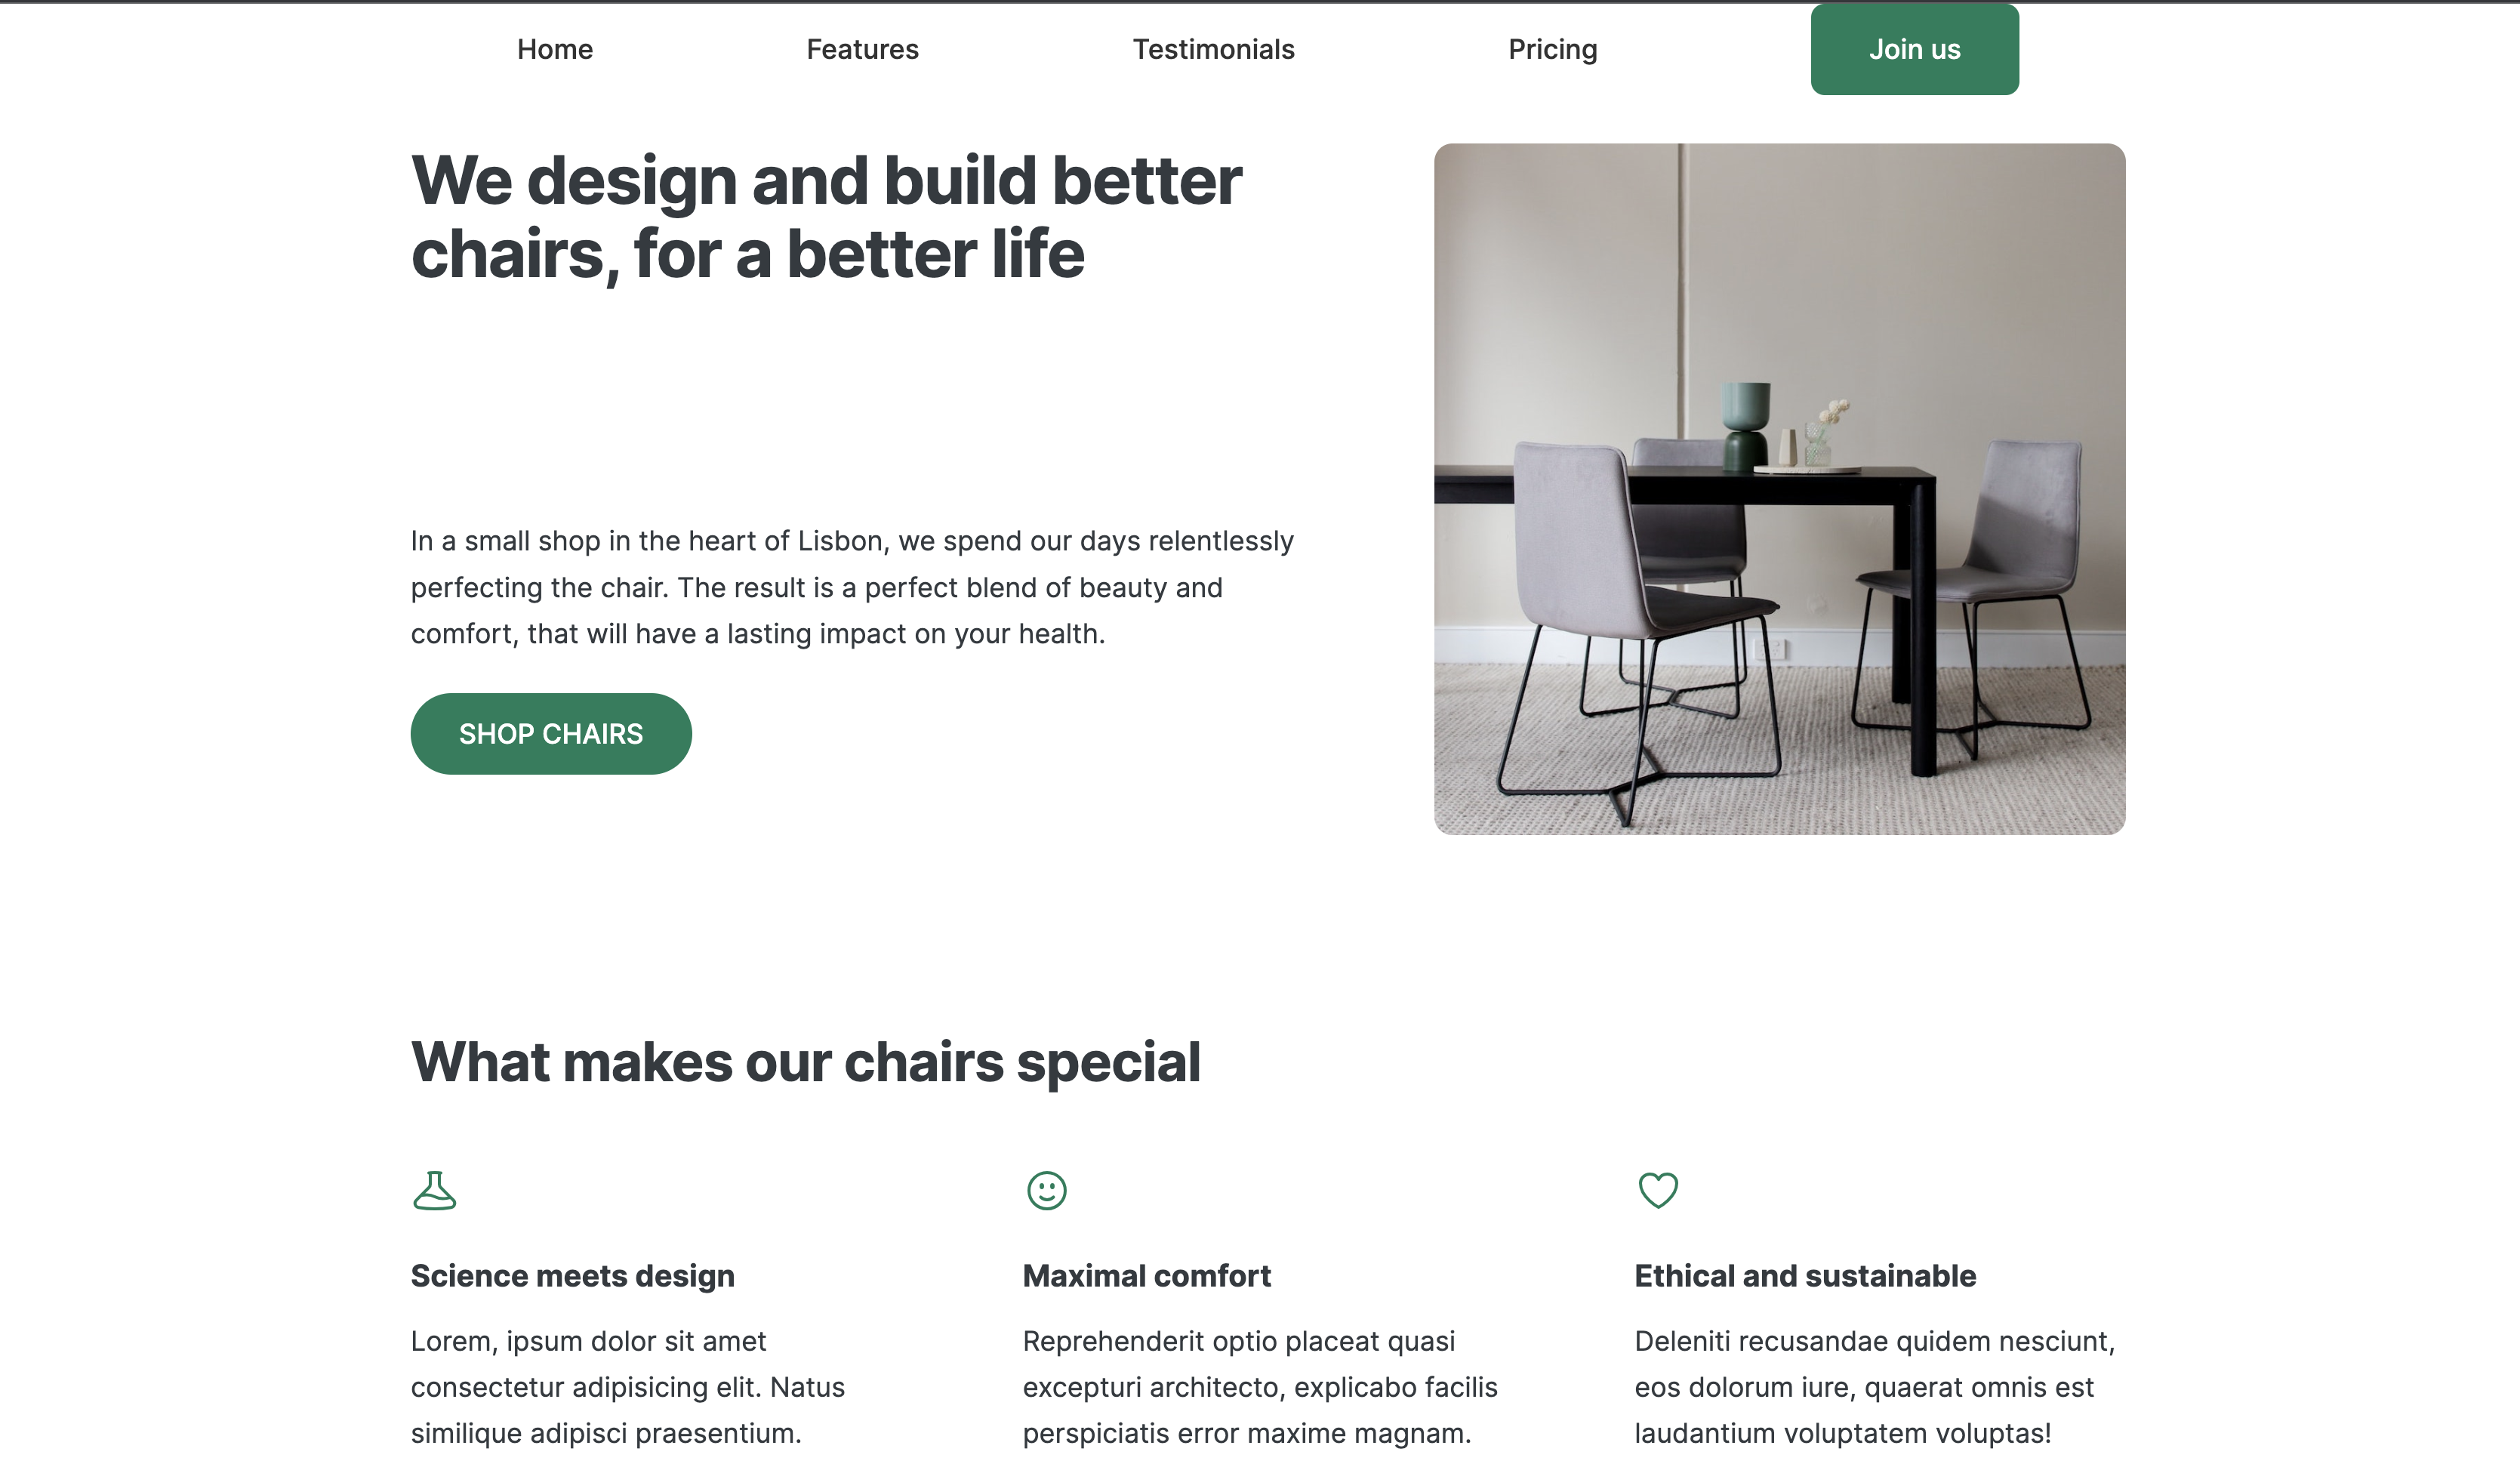 Home
Features
Testimonials
Pricing
Join us
We design and build better
chairs, for a better life
In a small shop in the heart of Lisbon, we spend our days relentlessly
perfecting the chair. The result is a perfect blend of beauty and
comfort, that will have a lasting impact on your health.
SHOP CHAIRS
What makes our chairs special
Science meets design
Lorem, ipsum dolor sit amet
consectetur adipisicing elit. Natus
similique adipisci praesentium.
Maximal comfort
Reprehenderit optio placeat quasi
excepturi architecto, explicabo facilis
perspiciatis error maxime magnam.
Ethical and sustainable
Deleniti recusandae quidem nesciunt,
eos dolorum iure, quaerat omnis est
laudantium voluptatem voluptas!